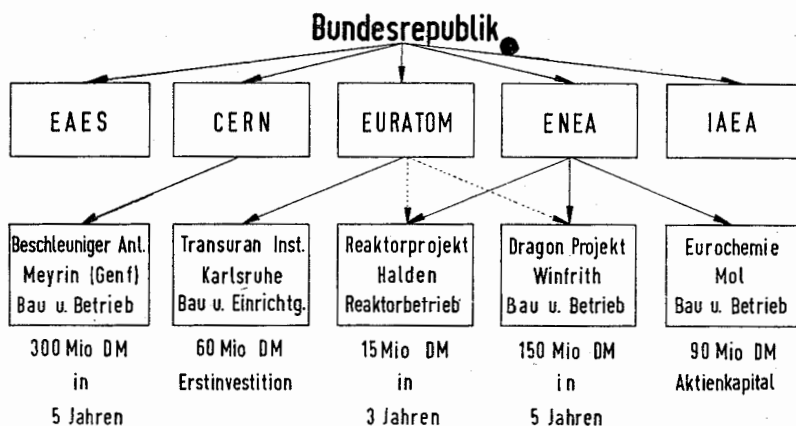 Bundesrepublik
EAES
CERN
EURATOM
ENEA
IAEA
Beschleuniger Anl.
Meyrin (Genf)
Bau u. Betrieb
Transuran Inst.
Karlsruhe
Bau u. Einrichtg.
Reaktorprojekt
Halden
Reaktorbetrieb
Dragon Projekt
Winfrith
Bau u. Betrieb
Eurochemie
Mol
Bau u. Betrieb
300 Mio DM
in
5 Jahren
60 Mio DM
Erstinvestition
15 Mio DM
in
3 Jahren
150 Mio DM
in
5 Jahren
90 Mio DM
Aktienkapital